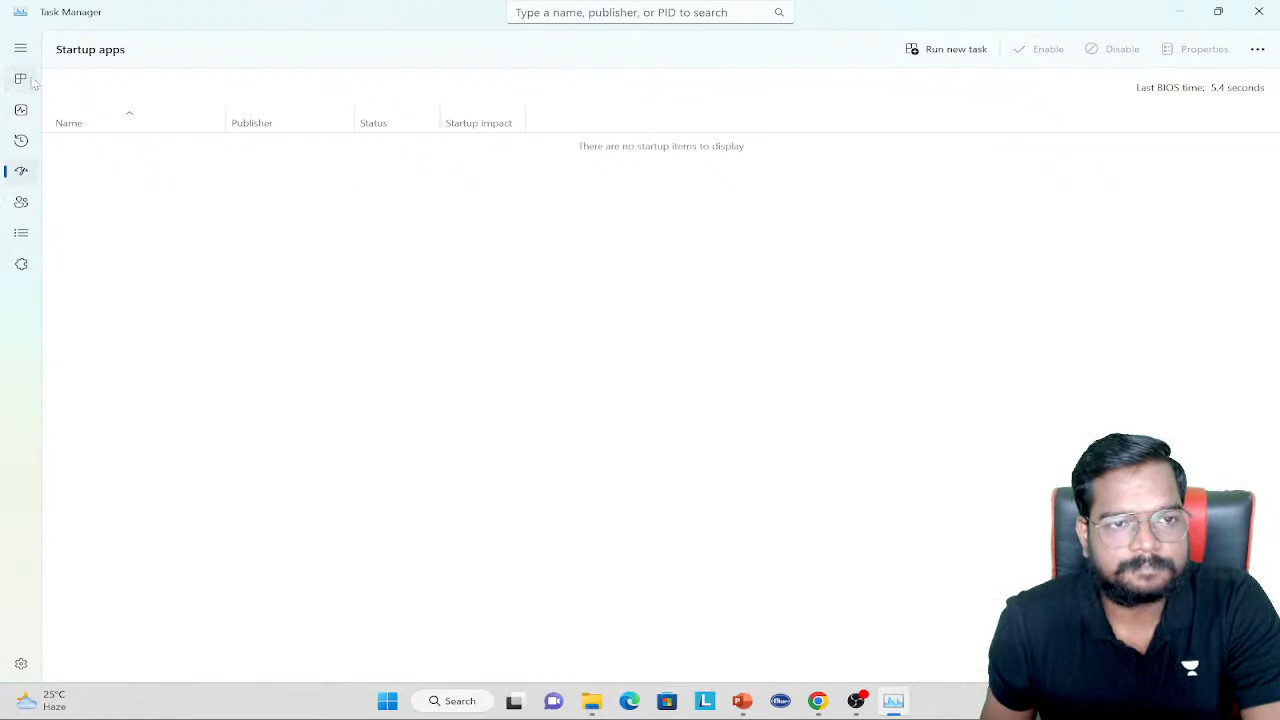 Task Manager
Type a name, publisher, or PID to search
Startup apps
Run new task
Enable
Disable
Properties
Last BIOS time: 5.4 seconds
Name
Publisher
Status
Startup impact
There are no startup items to display
25°C
Haze
Search
L
P
Blue